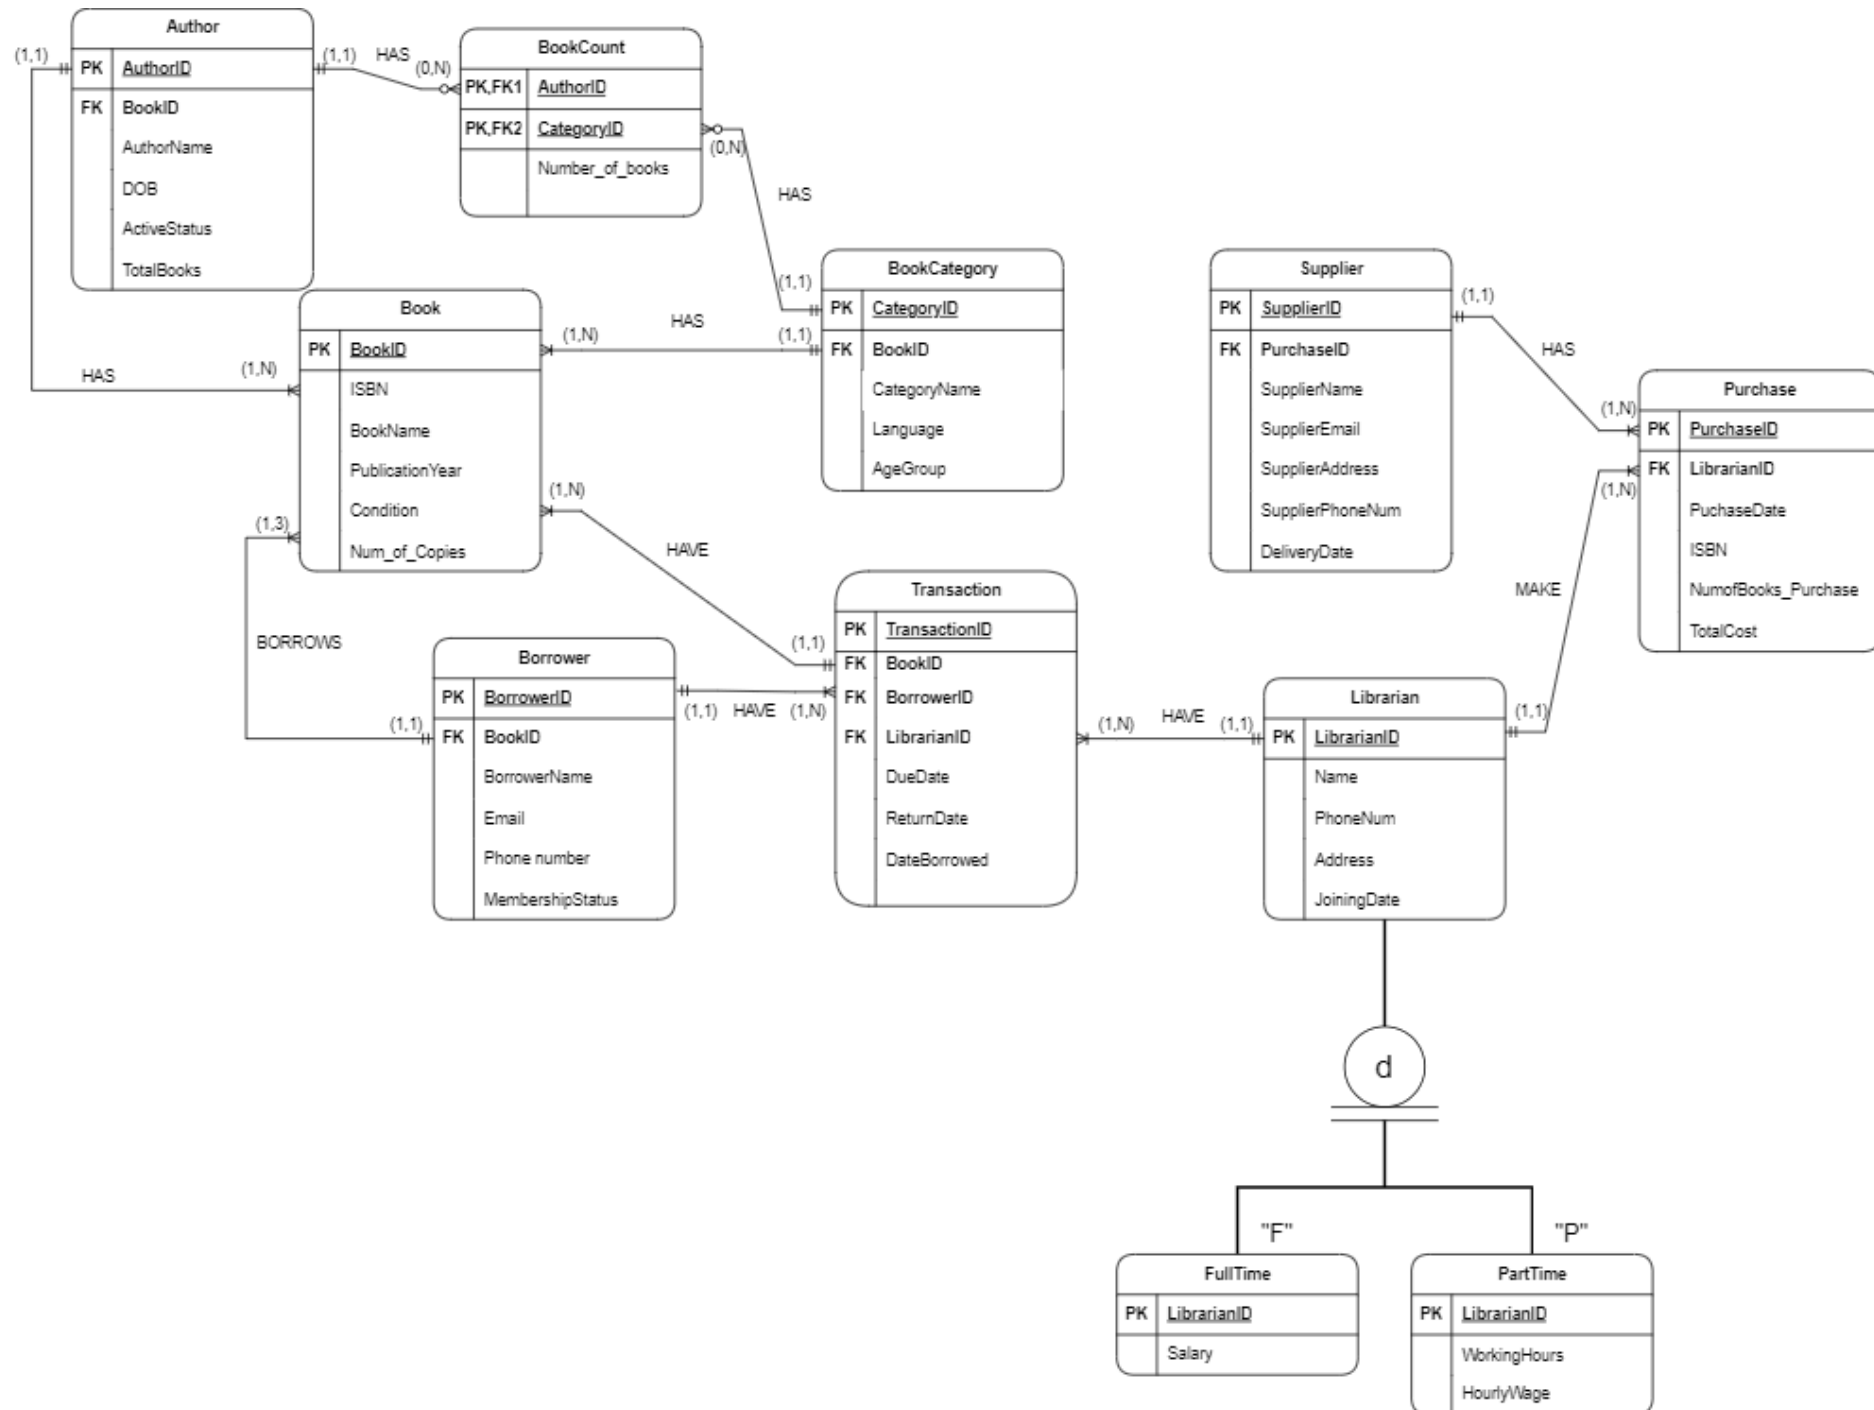 Author
PK AuthorID
FK BookID
AuthorName
DOB
ActiveStatus
TotalBooks
(1,1)
(1,1)
HAS
(0,N)
BookCount
PK,FK1 AuthorID
PK,FK2 CategoryID
Number_of_books
(0,N)
HAS
(1,1)
BookCategory
PK CategoryID
FK BookID
CategoryName
Language
AgeGroup
Book
PK BookID
ISBN
BookName
PublicationYear
Condition
Num_of_Copies
HAS
(1,N)
(1,N)
HAS
(1,1)
(1,N)
HAVE
(1,1)
(1,3)
BORROWS
(1,1)
Supplier
PK SupplierID
FK PurchaseID
SupplierName
SupplierEmail
SupplierAddress
SupplierPhoneNum
DeliveryDate
(1,1)
HAS
(1,N)
Purchase
PK PurchaseID
FK LibrarianID
PuchaseDate
ISBN
NumofBooks_Purchase
TotalCost
(1,N)
MAKE
(1,1)
Borrower
PK BorrowerID
FK BookID
BorrowerName
Email
Phone number
MembershipStatus
(1,1)
HAVE
(1,N)
Transaction
PK TransactionID
FK BookID
FK BorrowerID
FK LibrarianID
DueDate
ReturnDate
DateBorrowed
(1,N)
HAVE
(1,1)
Librarian
PK LibrarianID
Name
PhoneNum
Address
JoiningDate
d
"F"
"P"
FullTime
PK LibrarianID
Salary
PartTime
PK LibrarianID
WorkingHours
HourlyWage